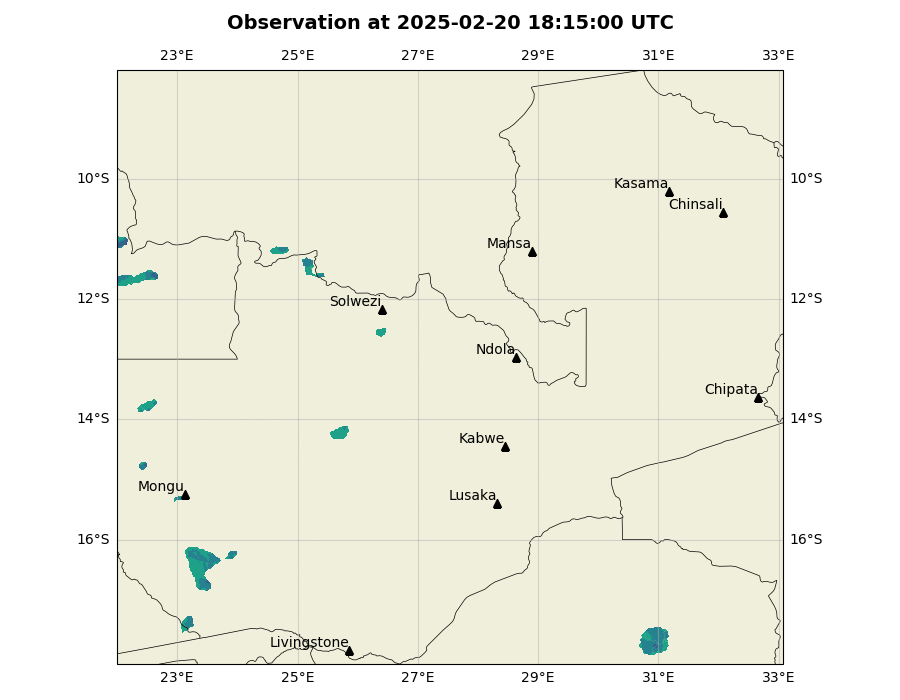 Observation at 2025-02-20 18:15:00 UTC
23°E 25°E 27°E 29°E 31°E 33°E
10°S 10°S
Kasama
Chinsali
Mansa
12°S 12°S
Solwezi
Ndola
Chipata
14°S 14°S
Kabwe
Mongu
Lusaka
16°S 16°S
Livingstone
23°E 25°E 27°E 29°E 31°E 33°E